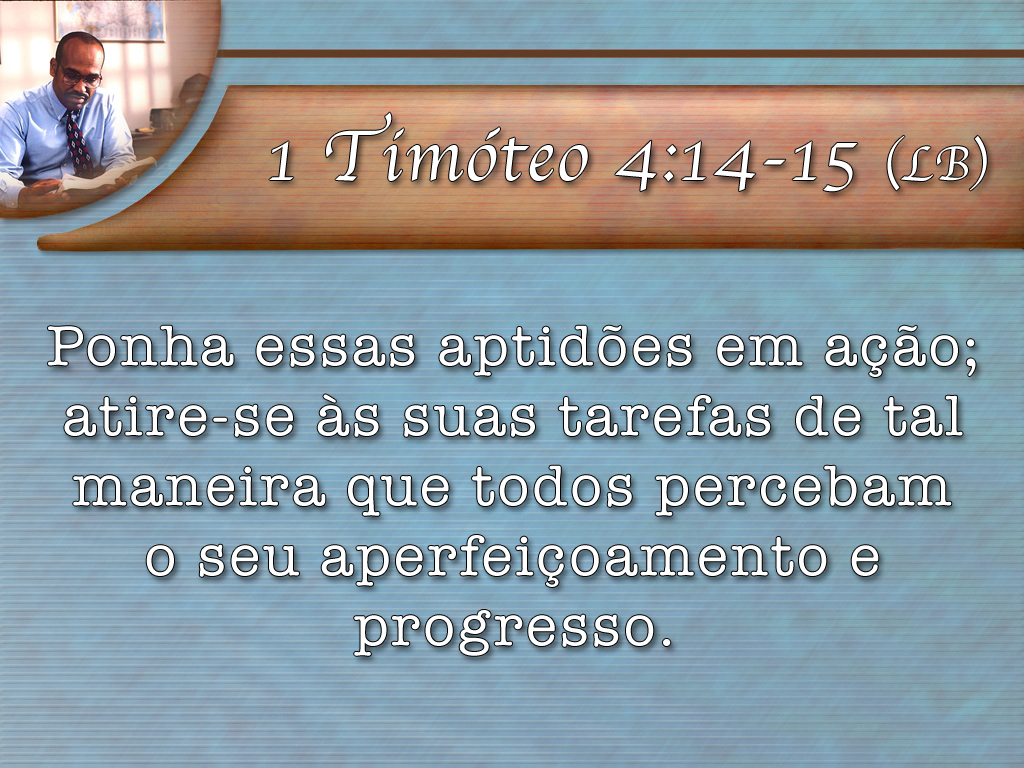 1 Timóteo 4:14-15 (LB)
Ponha essas aptidões em ação;
atire-se às suas tarefas de tal
maneira que todos percebam
o seu aperfeiçoamento e
progresso.